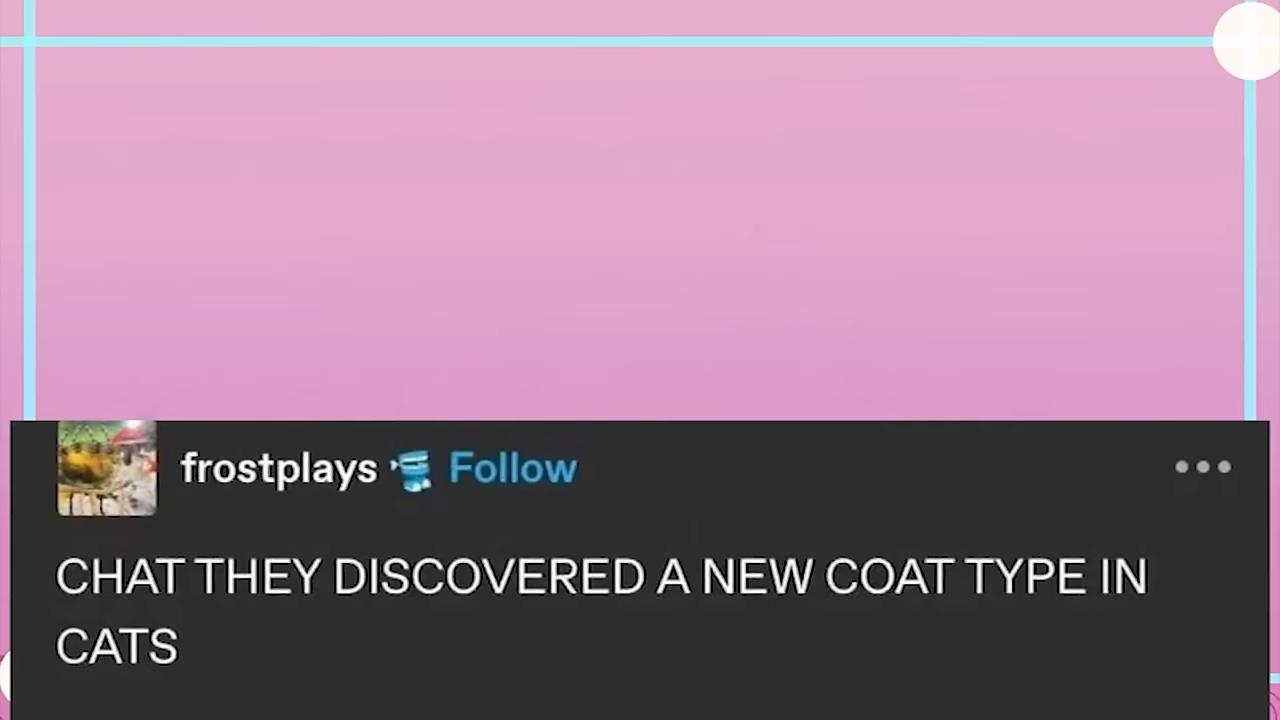 frostplays Follow
CHAT THEY DISCOVERED A NEW COAT TYPE IN
CATS